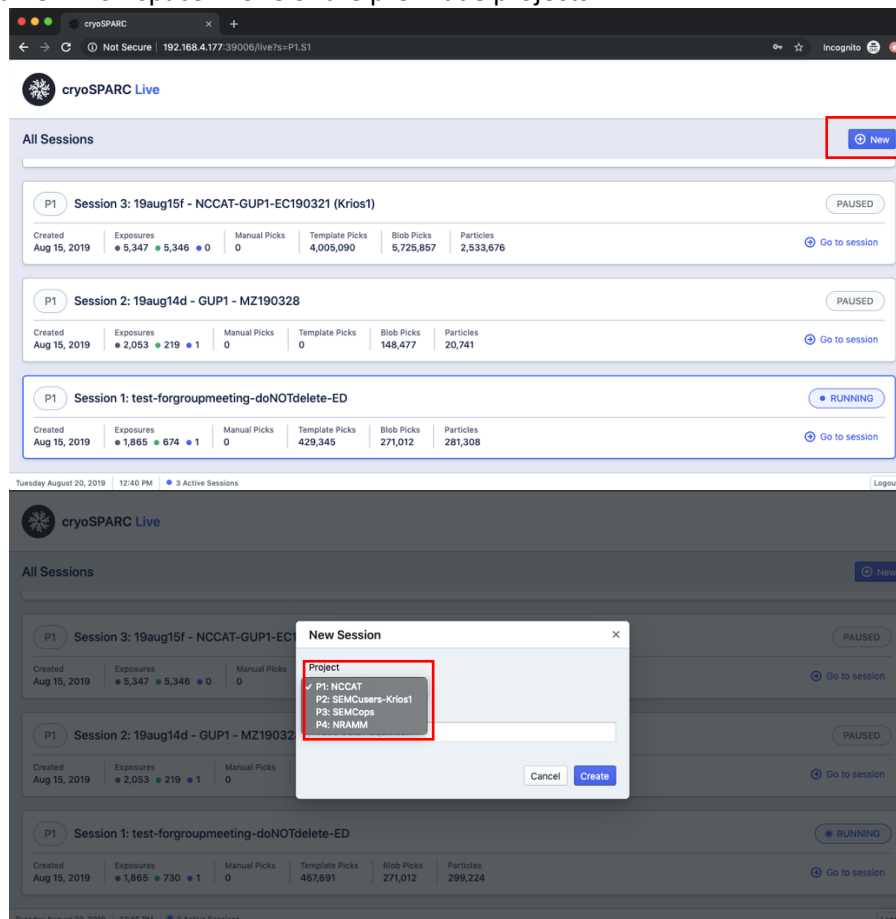 cryoSPARC
Not Secure | 192.168.4.177:39006/live?s=P1.S1
Incognito
cryoSPARC Live
All Sessions
New
P1 Session 3: 19aug15f - NCCAT-GUP1-EC190321 (Krios1) PAUSED
Created Exposures Manual Picks Template Picks Blob Picks Particles
Aug 15, 2019 5,347 5,346 0 0 4,005,090 5,725,857 2,533,676
Go to session
P1 Session 2: 19aug14d - GUP1 - MZ190328 PAUSED
Created Exposures Manual Picks Template Picks Blob Picks Particles
Aug 15, 2019 2,053 219 1 0 0 148,477 20,741
Go to session
P1 Session 1: test-forgroupmeeting-doNOTdelete-ED RUNNING
Created Exposures Manual Picks Template Picks Blob Picks Particles
Aug 15, 2019 1,865 674 1 0 429,345 271,012 281,308
Go to session
Tuesday August 20, 2019 12:40 PM 3 Active Sessions Logou
cryoSPARC Live
All Sessions
New
P1 Session 3: 19aug15f - NCCAT-GUP1-EC1 PAUSED
Created Exposures Manual Picks
Aug 15, 2019 5,347 5,346 0 0
Go to session
New Session
Project
P1: NCCAT
P2: SEMCusers-Krios1
P3: SEMCops
P4: NRAMM
Cancel Create
P1 Session 2: 19aug14d - GUP1 - MZ19032 PAUSED
Created Exposures Manual Picks
Aug 15, 2019 2,053 219 1 0
Go to session
P1 Session 1: test-forgroupmeeting-doNOTdelete-ED RUNNING
Created Exposures Manual Picks Template Picks Blob Picks Particles
Aug 15, 2019 1,865 730 1 0 467,691 271,012 299,224
Go to session